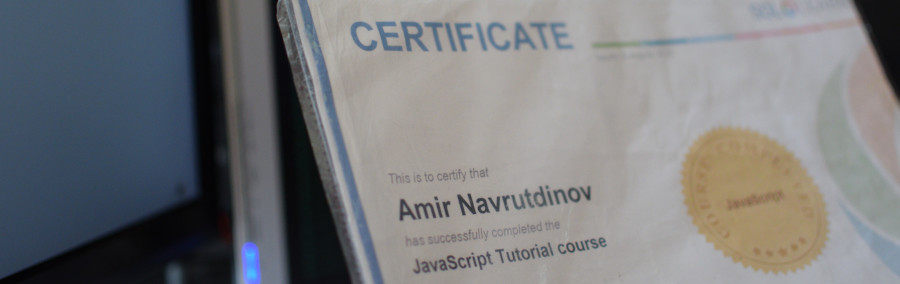 CERTIFICATE
This is to certify that
Amir Navrutdinov
has successfully completed the
JavaScript Tutorial course
JavaScript